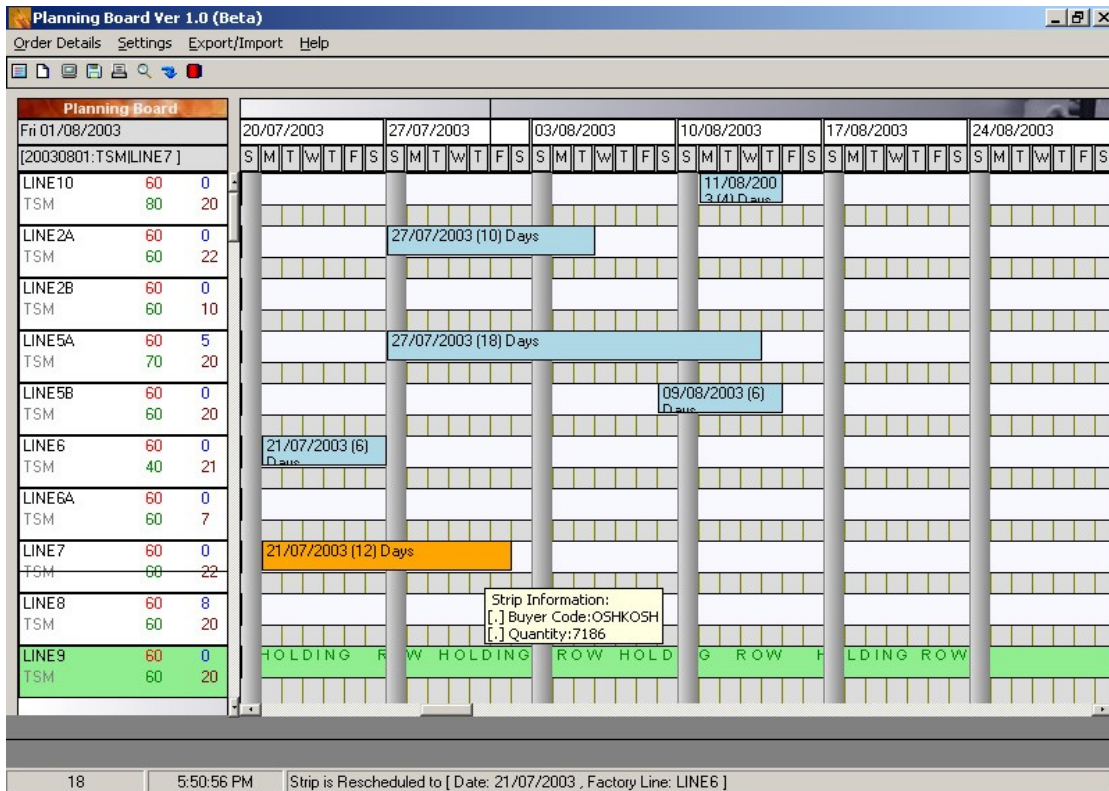 Planning Board Ver 1.0 (Beta)
Order Details Settings Export/Import Help
Planning Board
Fri 01/08/2003 20/07/2003 27/07/2003 03/08/2003 10/08/2003 17/08/2003 24/08/2003
[20030801:TSM|LINE7 ] S M T W T F S S M T W T F S S M T W T F S S M T W T F S S M T W T F S S M T W T F S
LINE10 60 0 11/08/200
TSM 80 20 3 (4) Days
LINE2A 60 0 27/07/2003 (10) Days
TSM 60 22
LINE2B 60 0
TSM 60 10
LINE5A 60 5 27/07/2003 (18) Days
TSM 70 20
LINE5B 60 0 09/08/2003 (6)
TSM 60 20 Days
LINE6 60 0 21/07/2003 (6)
TSM 40 21 Days
LINE6A 60 0
TSM 60 7
LINE7 60 0 21/07/2003 (12) Days
TSM 60 22
Strip Information:
[.] Buyer Code:OSHKOSH
[.] Quantity:7186
LINE8 60 8
TSM 60 20
LINE9 60 0 HOLDING R W HOLDING ROW HOLD G ROW H LDING ROW
TSM 60 20
18 5:50:56 PM Strip is Rescheduled to [ Date: 21/07/2003 , Factory Line: LINE6 ]